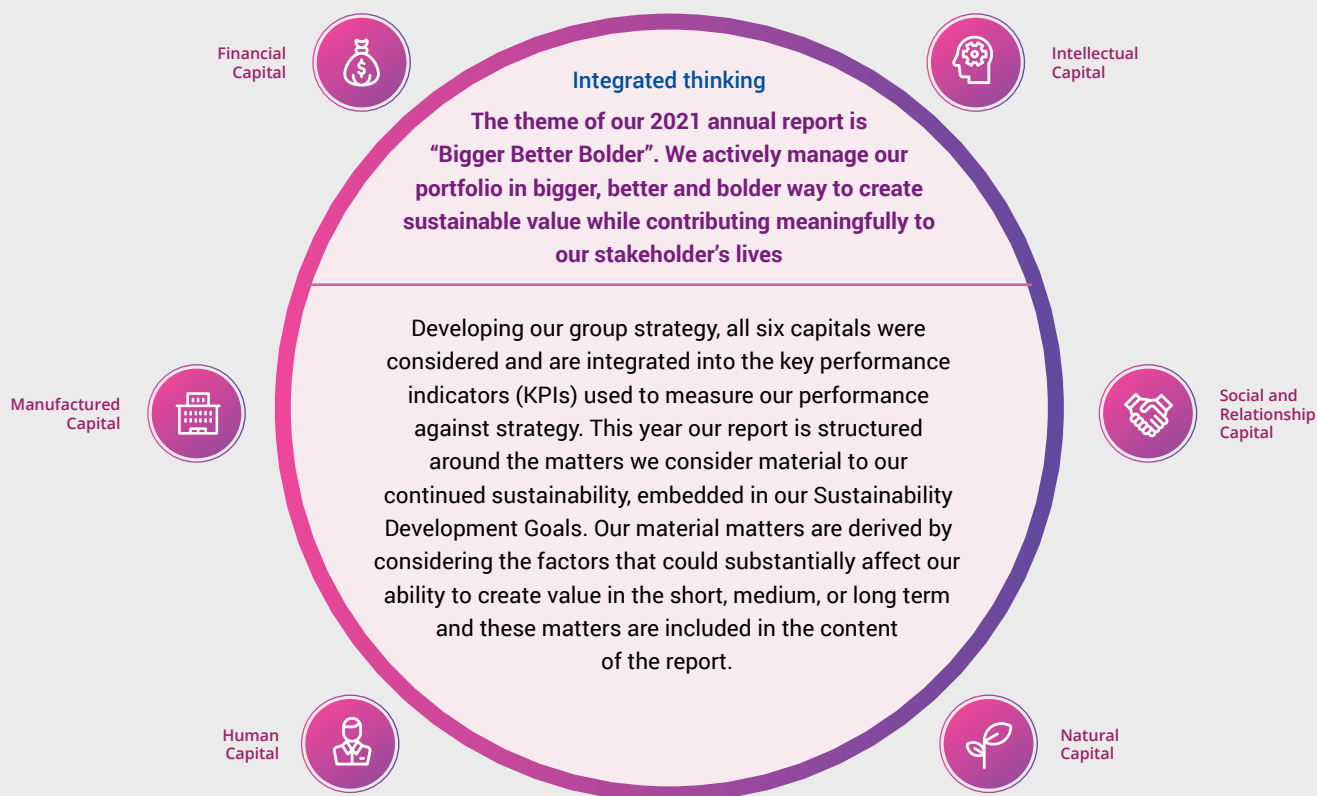 Financial
Capital
Intellectual
Capital
Integrated thinking
The theme of our 2021 annual report is
“Bigger Better Bolder”. We actively manage our
portfolio in bigger, better and bolder way to create
sustainable value while contributing meaningfully to
our stakeholder’s lives
Developing our group strategy, all six capitals were
considered and are integrated into the key performance
indicators (KPIs) used to measure our performance
against strategy. This year our report is structured
around the matters we consider material to our
continued sustainability, embedded in our Sustainability
Development Goals. Our material matters are derived by
considering the factors that could substantially affect our
ability to create value in the short, medium, or long term
and these matters are included in the content
of the report.
Manufactured
Capital
Social and
Relationship
Capital
Human
Capital
Natural
Capital